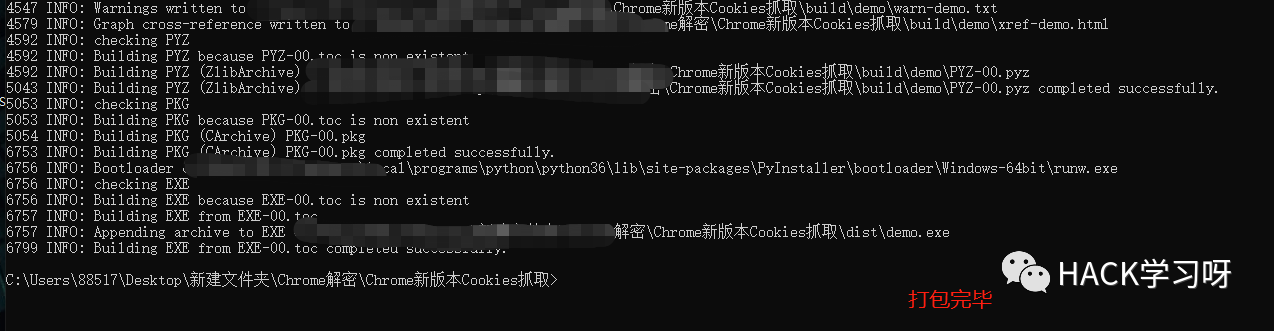 4547 INFO: Warnings written to Chrome新版本Cookies抓取\build\demo\warn-demo.txt
4579 INFO: Graph cross-reference written to 解密\Chrome新版本Cookies抓取\build\demo\xref-demo.html
4592 INFO: checking PYZ
4592 INFO: Building PYZ because PYZ-00.toc is non existent
4592 INFO: Building PYZ (ZlibArchive) \Chrome新版本Cookies抓取\build\demo\PYZ-00.pyz
5043 INFO: Building PYZ (ZlibArchive) \Chrome新版本Cookies抓取\build\demo\PYZ-00.pyz completed successfully.
5053 INFO: checking PKG
5053 INFO: Building PKG because PKG-00.toc is non existent
5054 INFO: Building PKG (CArchive) PKG-00.pkg
6753 INFO: Building PKG (CArchive) PKG-00.pkg completed successfully.
6756 INFO: Bootloader cal\programs\python\python36\lib\site-packages\PyInstaller\bootloader\Windows-64bit\runw.exe
6756 INFO: checking EXE
6756 INFO: Building EXE because EXE-00.toc is non existent
6757 INFO: Building EXE from EXE-00.toc
6757 INFO: Appending archive to EXE 解密\Chrome新版本Cookies抓取\dist\demo.exe
6799 INFO: Building EXE from EXE-00.toc completed successfully.
C:\Users\88517\Desktop\新建文件夹\Chrome解密\Chrome新版本Cookies抓取>
HACK学习呀
打包完毕